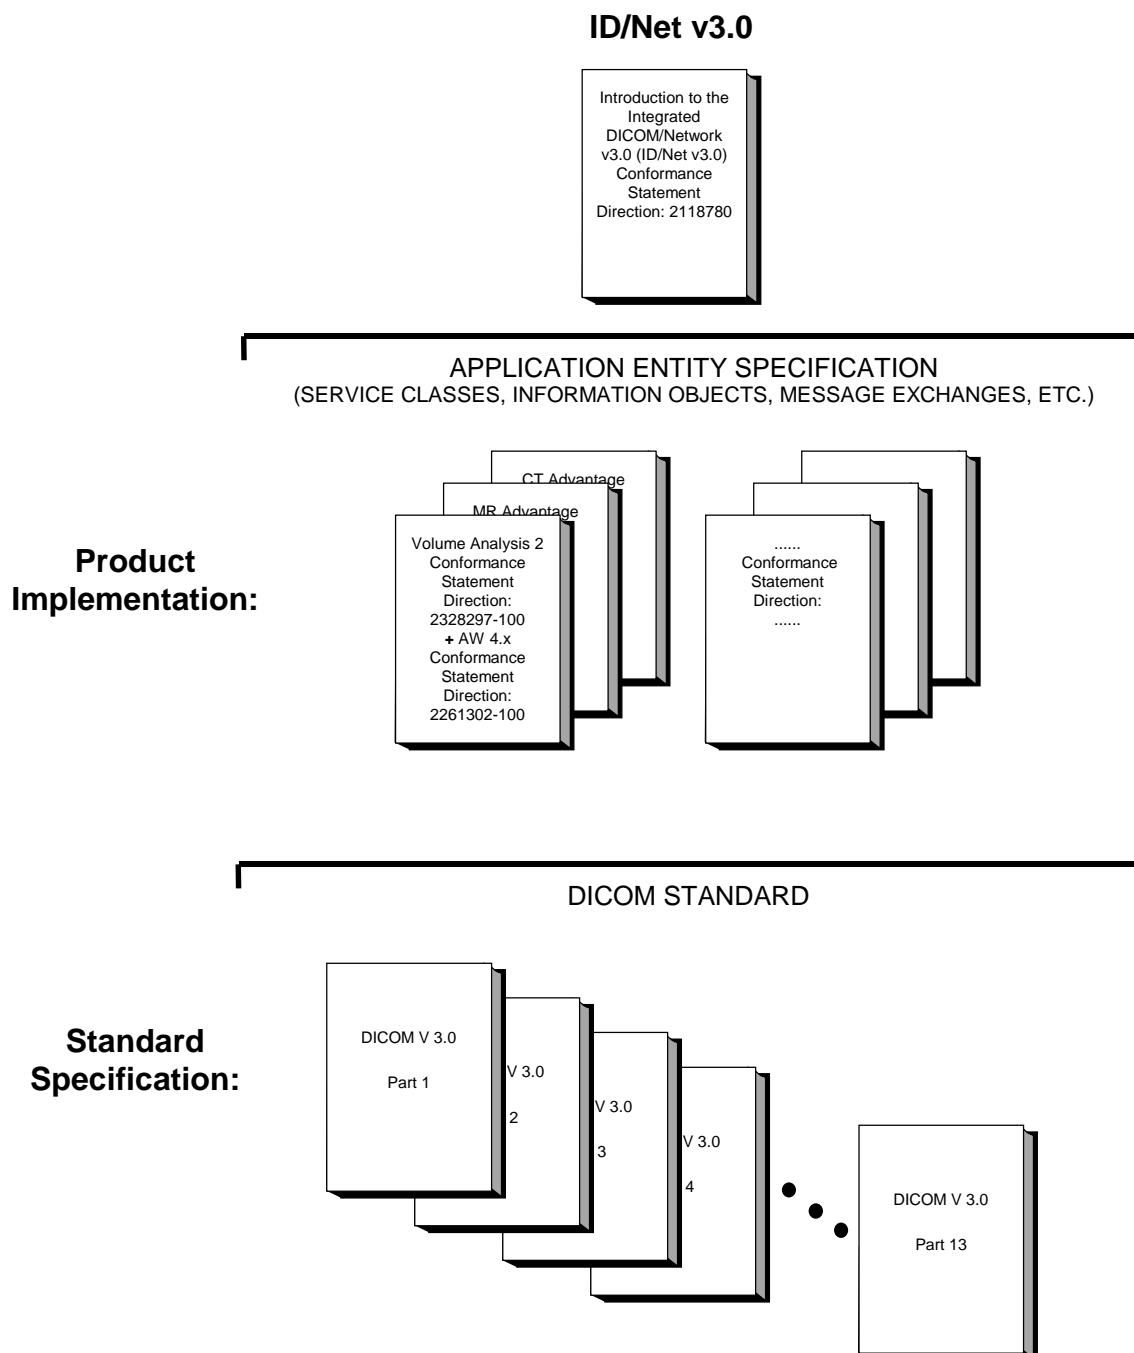 ID/Net v3.0
Introduction to the
Integrated
DICOM/Network
v3.0 (ID/Net v3.0)
Conformance
Statement
Direction: 2118780
APPLICATION ENTITY SPECIFICATION
(SERVICE CLASSES, INFORMATION OBJECTS, MESSAGE EXCHANGES, ETC.)
Product
Implementation:
CT Advantage
MR Advantage
Volume Analysis 2
Conformance
Statement
Direction:
2328297-100
+ AW 4.x
Conformance
Statement
Direction:
2261302-100
......
Conformance
Statement
Direction:
......
DICOM STANDARD
Standard
Specification:
DICOM V 3.0
Part 1
V 3.0
2
V 3.0
3
V 3.0
4
DICOM V 3.0
Part 13